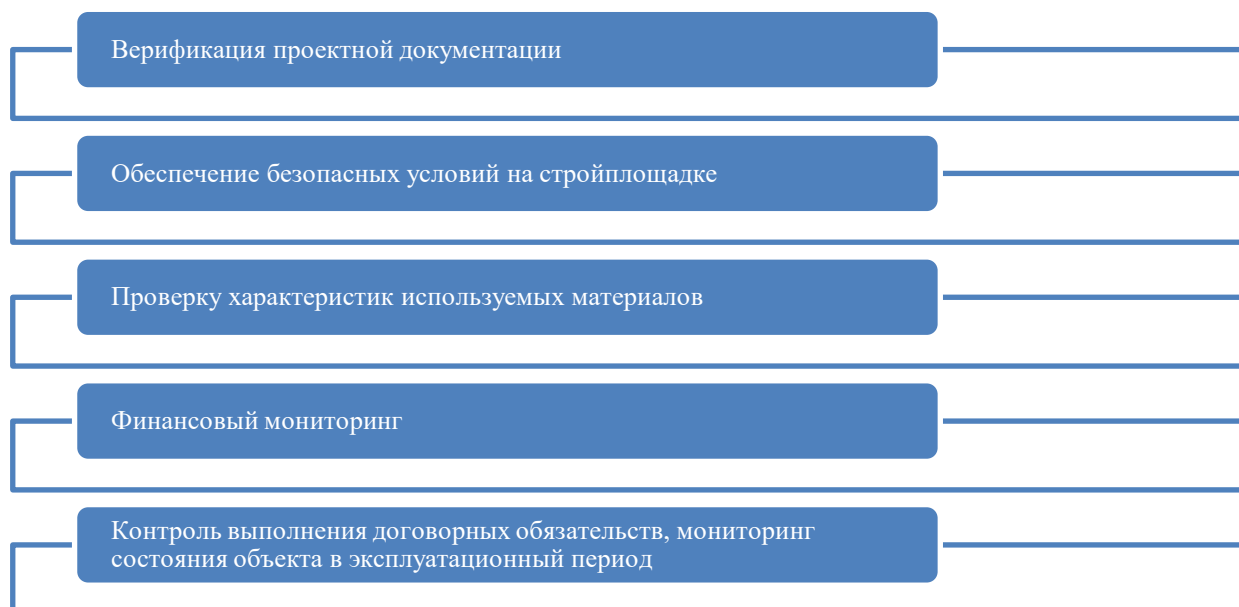 Верификация проектной документации
Обеспечение безопасных условий на стройплощадке
Проверку характеристик используемых материалов
Финансовый мониторинг
Контроль выполнения договорных обязательств, мониторинг
состояния объекта в эксплуатационный период